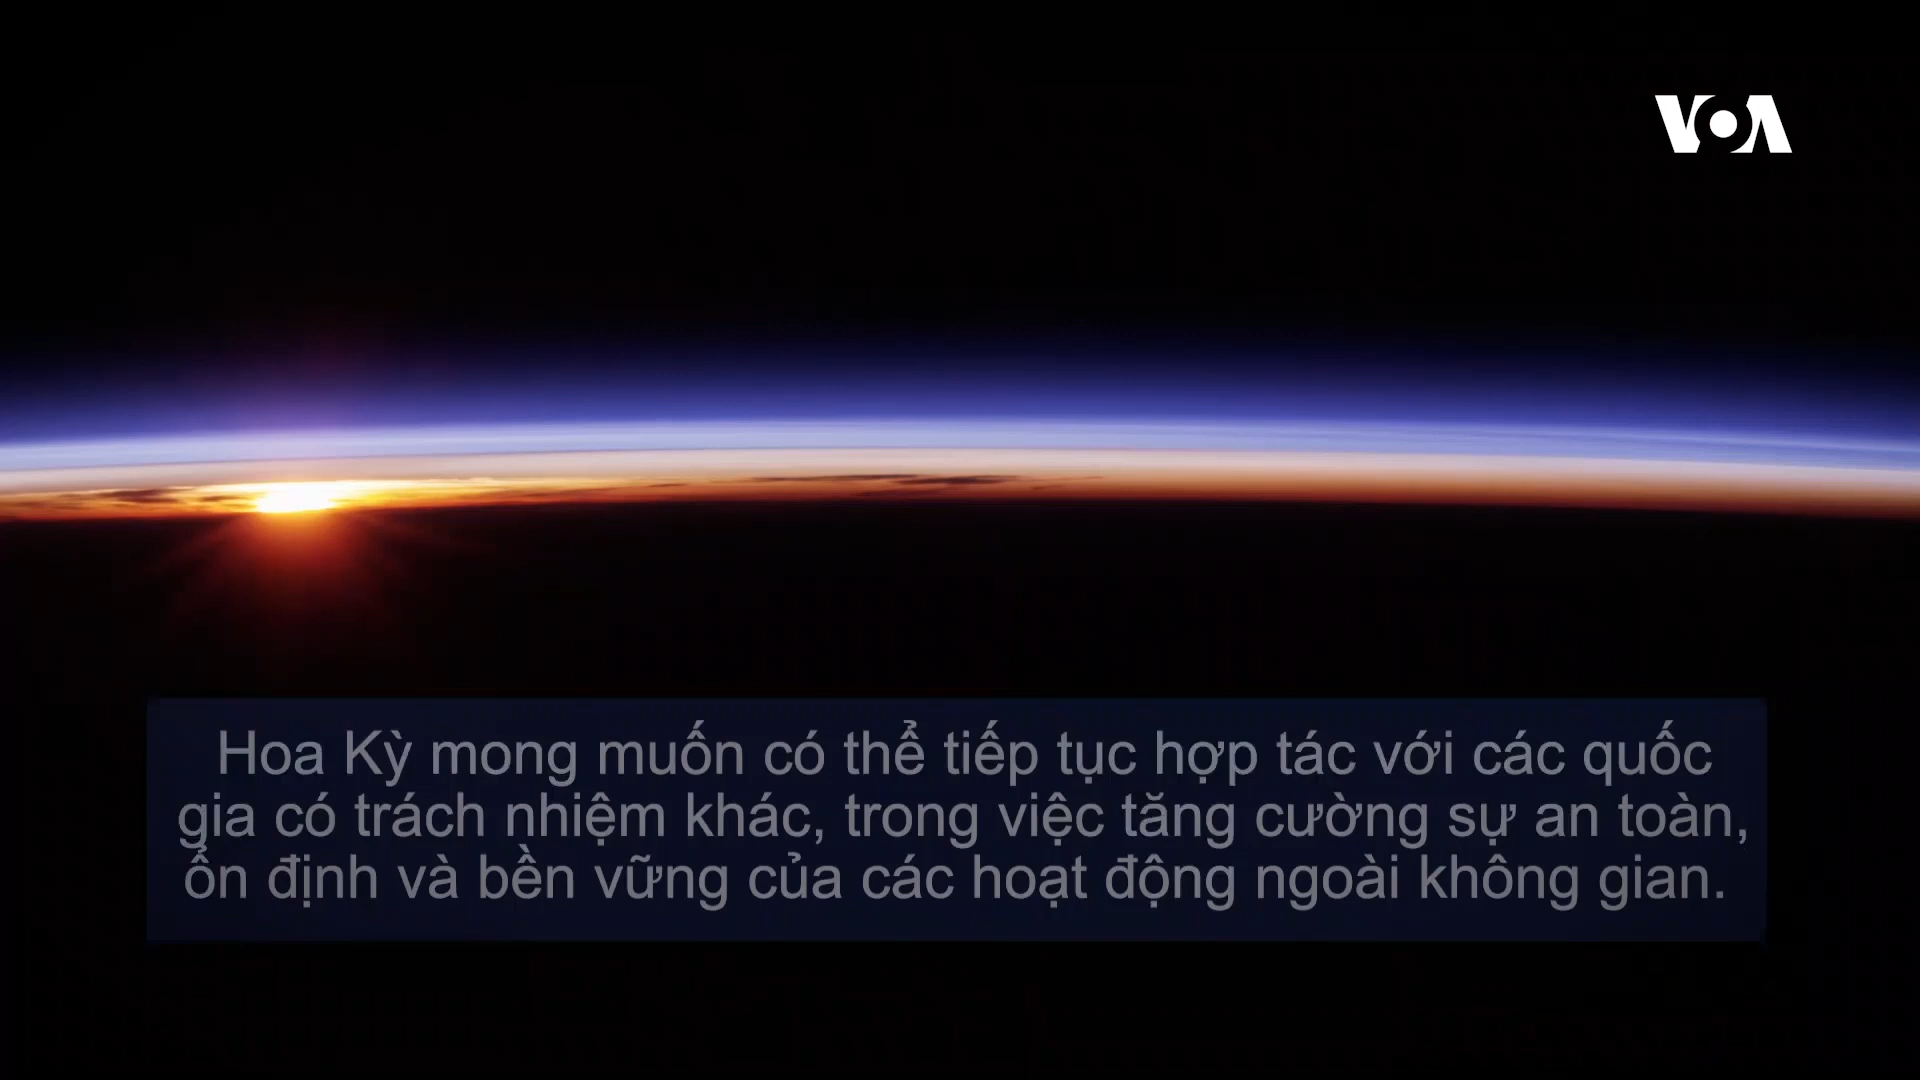 VOA
Hoa Kỳ mong muốn có thể tiếp tục hợp tác với các quốc
gia có trách nhiệm khác, trong việc tăng cường sự an toàn,
ổn định và bền vững của các hoạt động ngoài không gian.